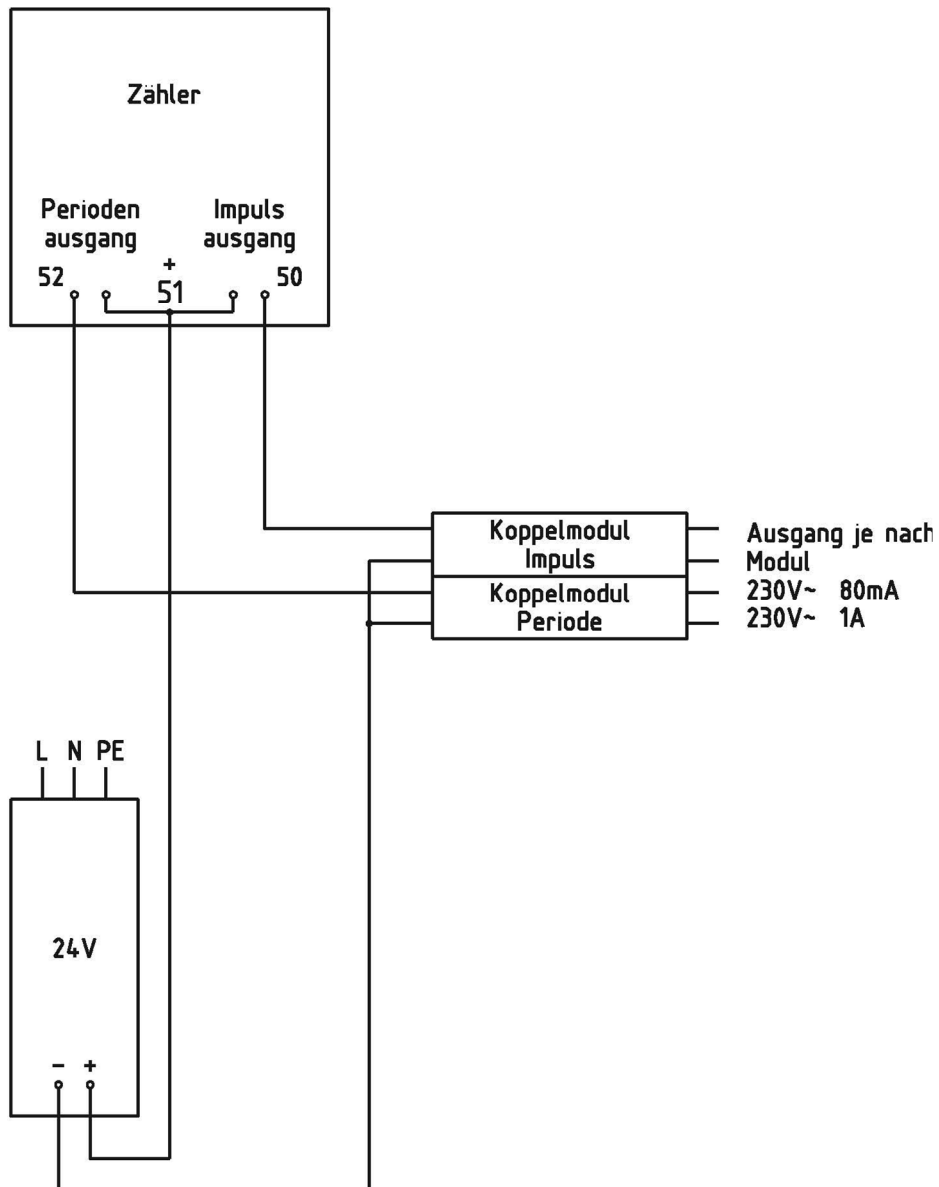 Zähler
Perioden
ausgang
Impuls
ausgang
52
+
51
50
Koppelmodul
Impuls
Koppelmodul
Periode
Ausgang je nach
Modul
230V~ 80mA
230V~ 1A
L N PE
24V
- +